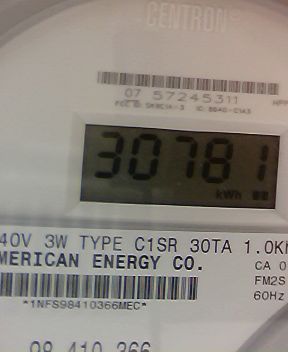 CENTRON®
07 57245311
30781
kWh
40V 3W TYPE C1SR 30TA 1.0K
MERICAN ENERGY CO.
CA 0
FM2S
60Hz
*1NFS98410366MEC*
98 410 366